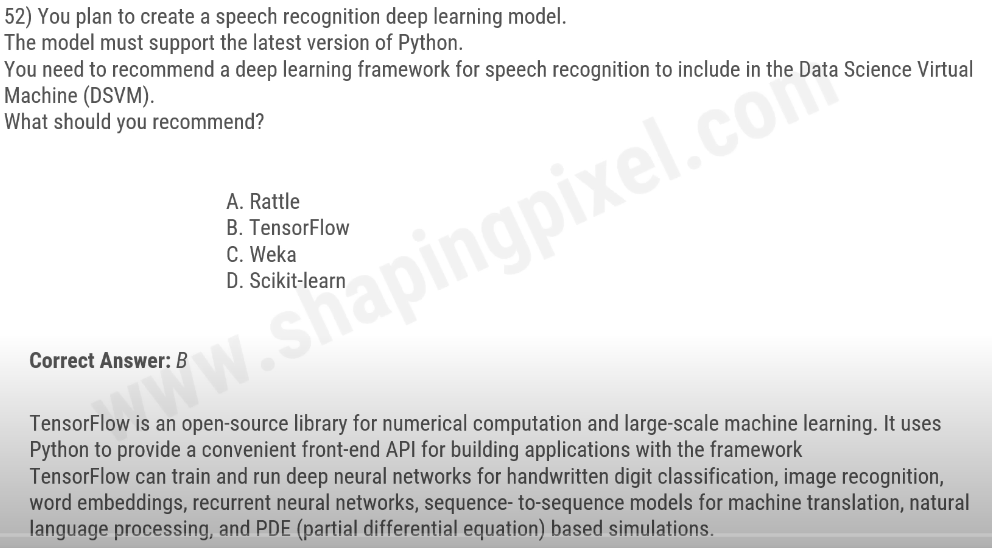 52) You plan to create a speech recognition deep learning model.
The model must support the latest version of Python.
You need to recommend a deep learning framework for speech recognition to include in the Data Science Virtual
Machine (DSVM).
What should you recommend?
A. Rattle
B. TensorFlow
C. Weka
D. Scikit-learn
www.shapingpixel.com
Correct Answer: B
TensorFlow is an open-source library for numerical computation and large-scale machine learning. It uses
Python to provide a convenient front-end API for building applications with the framework
TensorFlow can train and run deep neural networks for handwritten digit classification, image recognition,
word embeddings, recurrent neural networks, sequence- to-sequence models for machine translation, natural
language processing, and PDE (partial differential equation) based simulations.